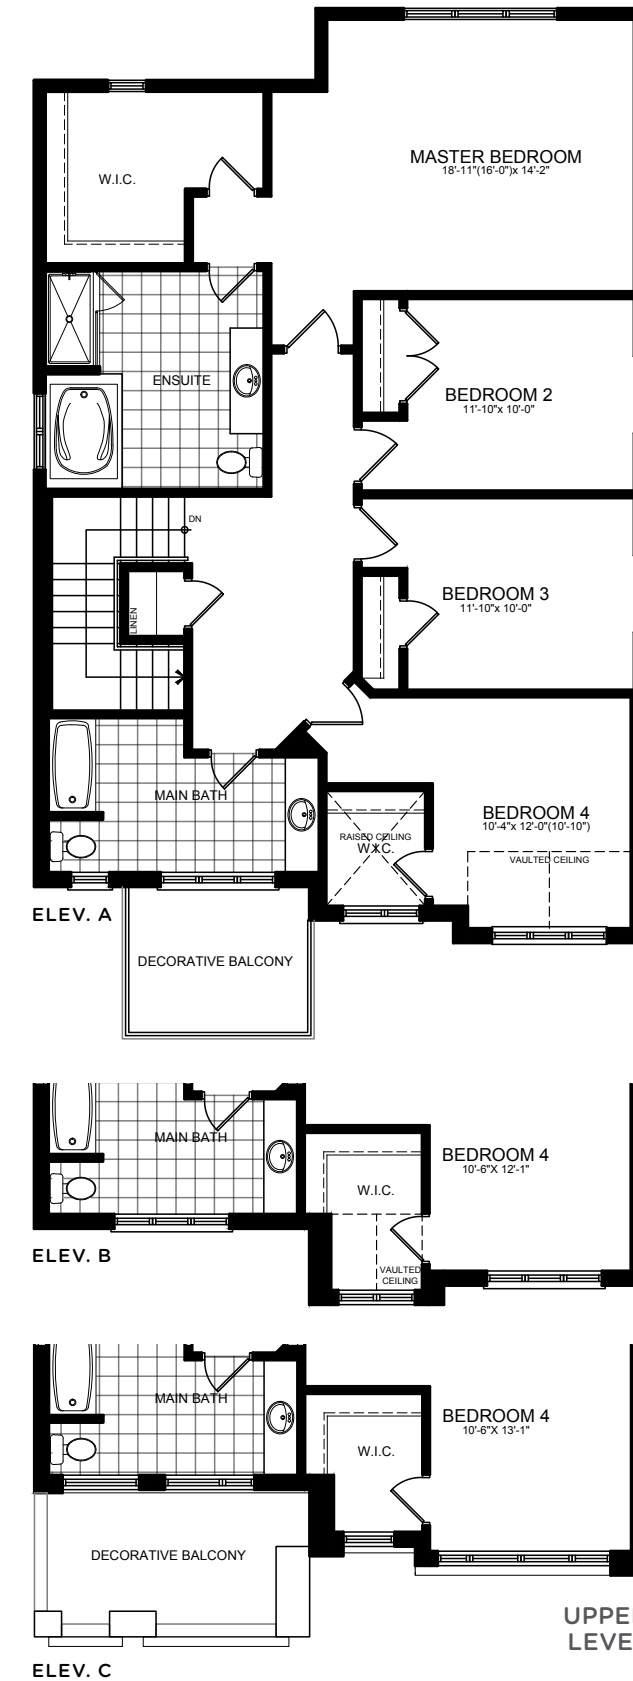 MASTER BEDROOM
18'-11"(16'-0")x 14'-2"
W.I.C.
ENSUITE
BEDROOM 2
11'-10"x 10'-0"
DN
LINEN
BEDROOM 3
11'-10"x 10'-0"
MAIN BATH
RAISED CEILING
W.I.C.
BEDROOM 4
10'-4"x 12'-0"(10'-10")
VAULTED CEILING
ELEV. A
DECORATIVE BALCONY
MAIN BATH
BEDROOM 4
10'-6"X 12'-1"
W.I.C.
VAULTED
CEILING
ELEV. B
MAIN BATH
BEDROOM 4
10'-6"X 13'-1"
W.I.C.
DECORATIVE BALCONY
UPPE
LEVE
ELEV. C